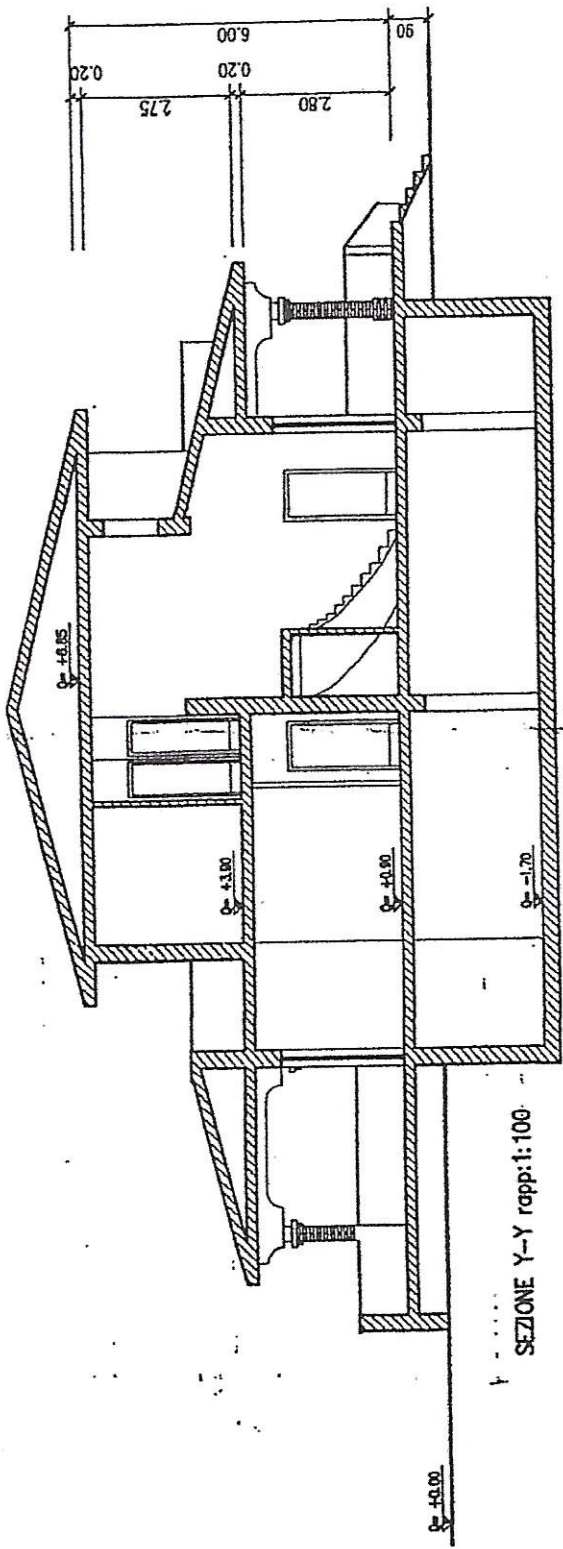 0.20
2.75
0.20
2.80
6.00
90
Q= +6.85
Q= +3.90
Q= +0.90
Q= -1.70
Q= +0.00
SEZIONE Y-Y rapp:1:100